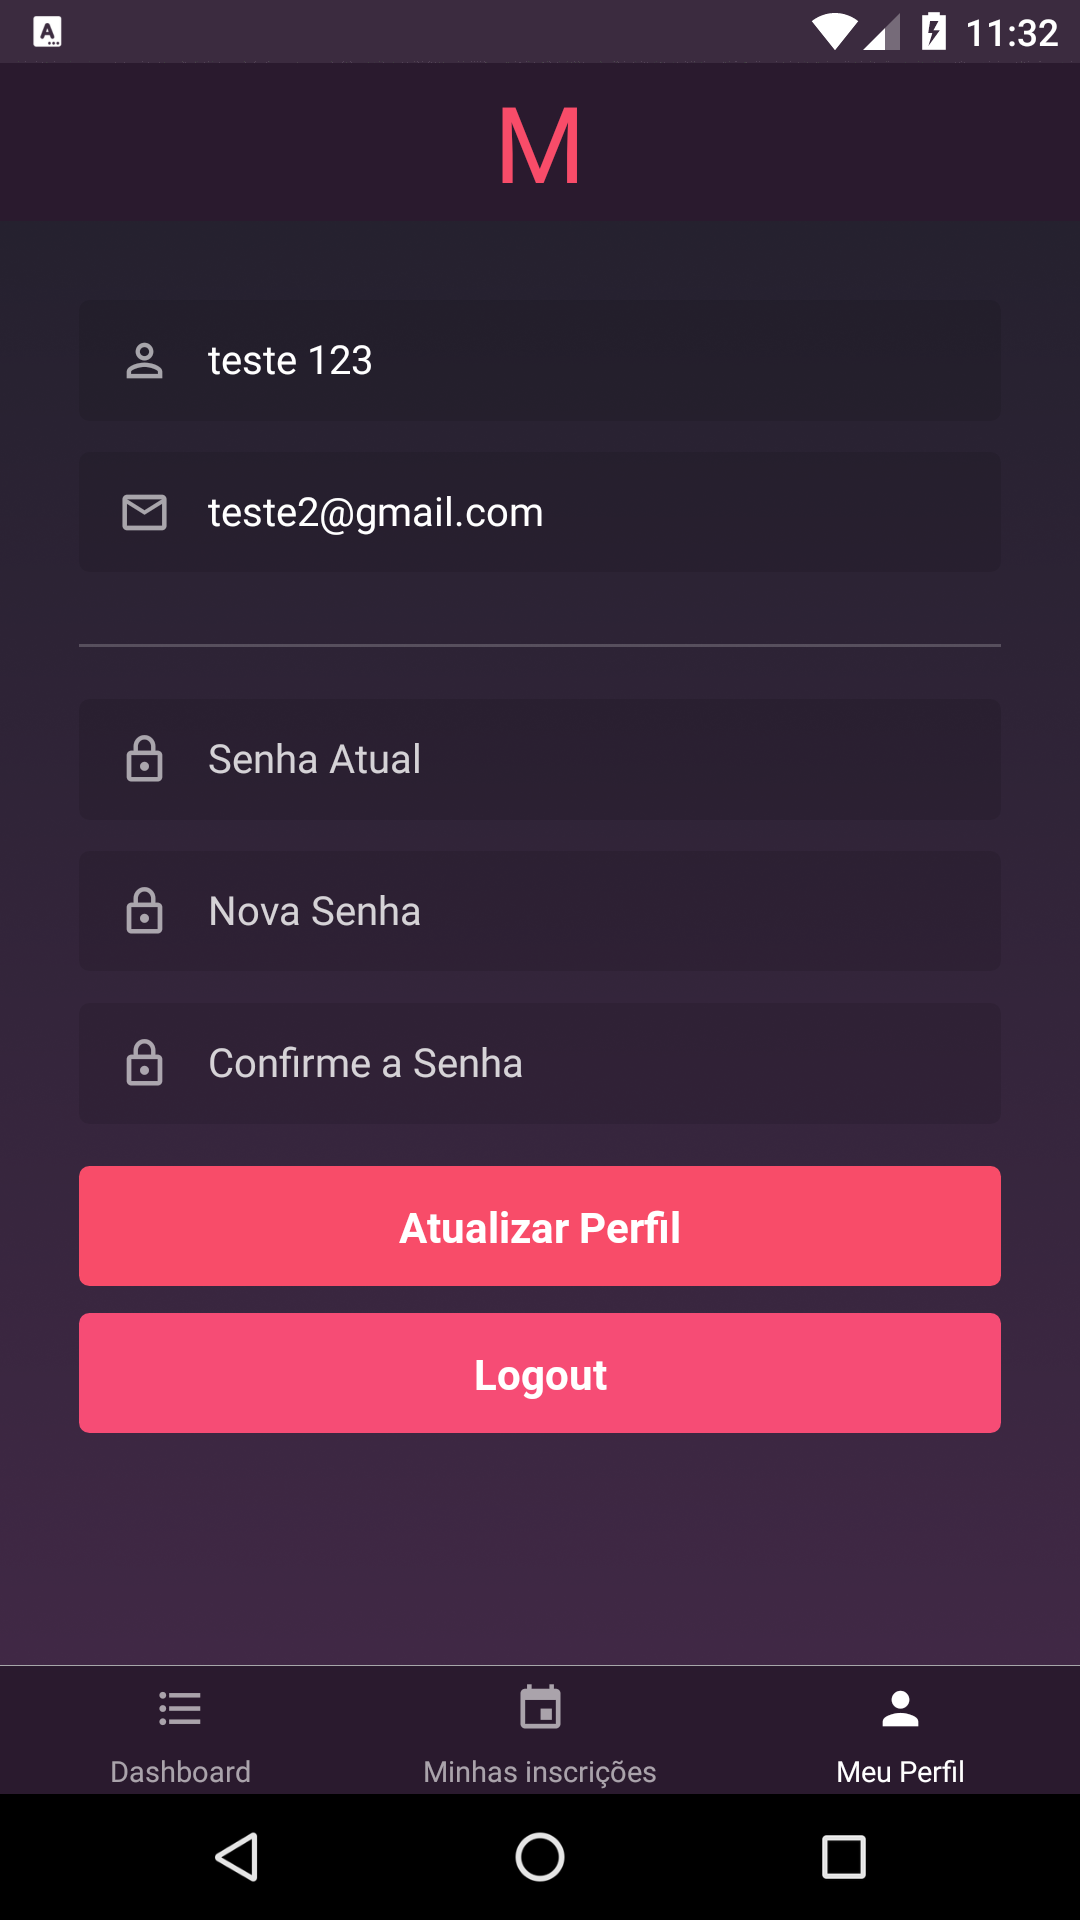 A
11:32
M
teste 123
teste2@gmail.com
Senha Atual
Nova Senha
Confirme a Senha
Atualizar Perfil
Logout
Dashboard
Minhas inscrições
Meu Perfil